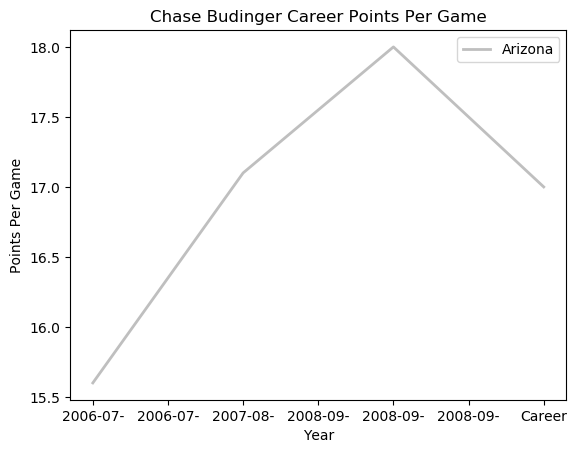 Chase Budinger Career Points Per Game
Arizona
18.0
17.5
17.0
16.5
16.0
15.5
Points Per Game
2006-07- 2006-07- 2007-08- 2008-09- 2008-09- 2008-09- Career
Year